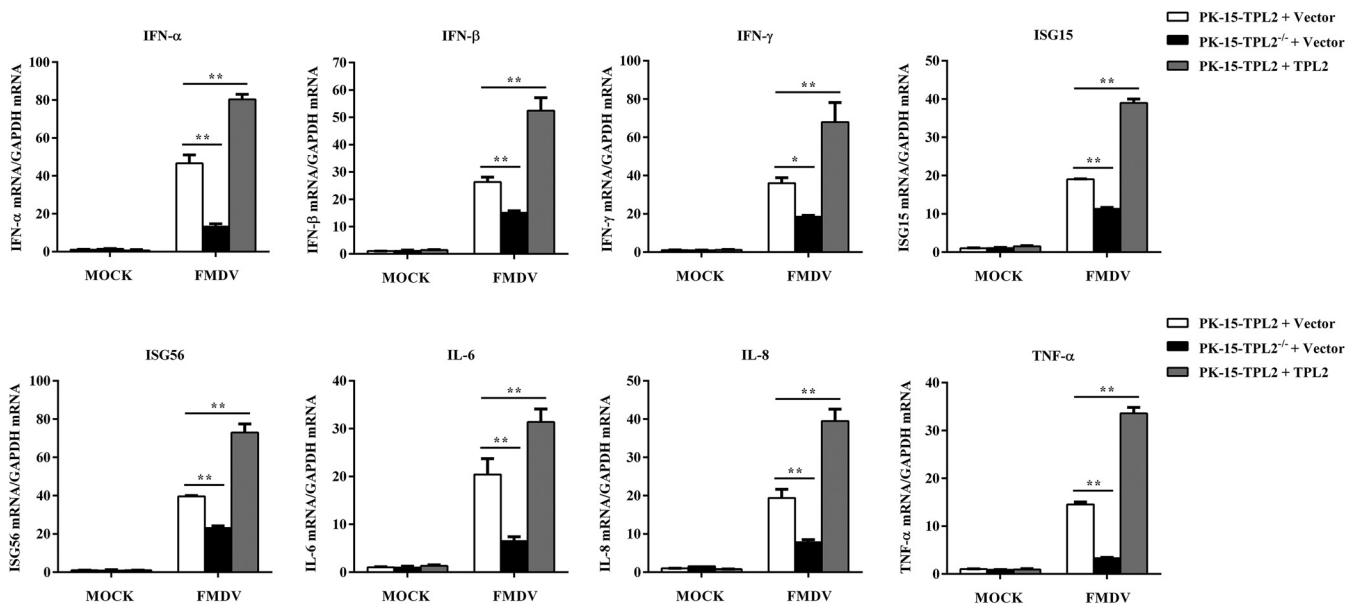 IFN-α
IFN-α mRNA/GAPDH mRNA
100
80
60
40
20
0
**
**
MOCK
FMDV
IFN-β
IFN-β mRNA/GAPDH mRNA
70
60
50
40
30
20
10
0
**
**
MOCK
FMDV
IFN-γ
IFN-γ mRNA/GAPDH mRNA
100
80
60
40
20
0
**
*
MOCK
FMDV
ISG15
ISG15 mRNA/GAPDH mRNA
50
40
30
20
10
0
**
**
MOCK
FMDV
PK-15-TPL2 + Vector
PK-15-TPL2-/- + Vector
PK-15-TPL2 + TPL2
ISG56
ISG56 mRNA/GAPDH mRNA
100
80
60
40
20
0
**
**
MOCK
FMDV
IL-6
IL-6 mRNA/GAPDH mRNA
40
30
20
10
0
**
**
MOCK
FMDV
IL-8
IL-8 mRNA/GAPDH mRNA
50
40
30
20
10
0
**
**
MOCK
FMDV
TNF-α
TNF-α mRNA/GAPDH mRNA
40
30
20
10
0
**
**
MOCK
FMDV
PK-15-TPL2 + Vector
PK-15-TPL2-/- + Vector
PK-15-TPL2 + TPL2